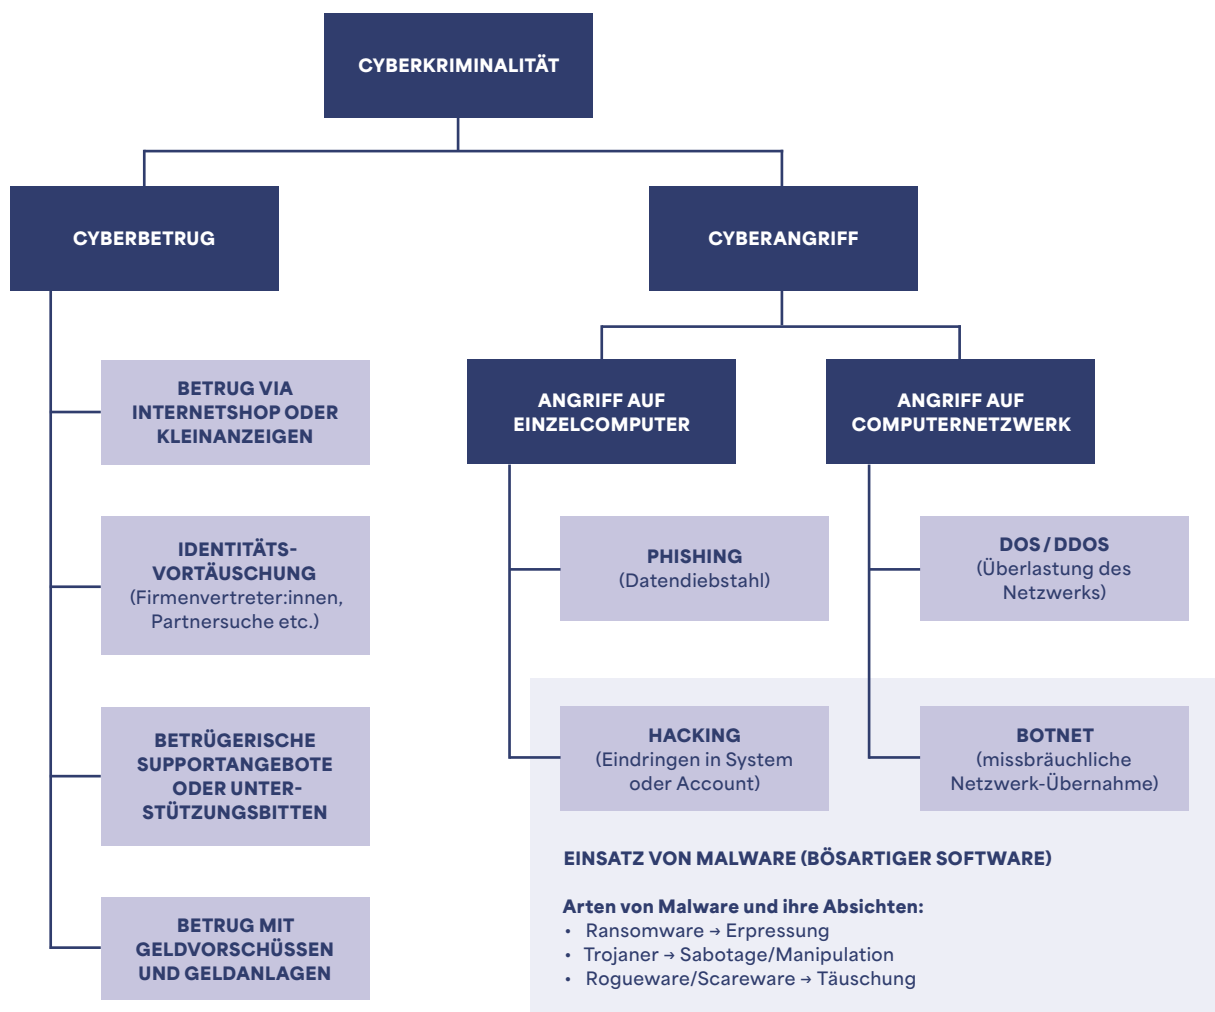 CYBERKRIMINALITÄT
CYBERBETRUG
CYBERANGRIFF
BETRUG VIA
INTERNETSHOP ODER
KLEINANZEIGEN
IDENTITÄTS-
VORTÄUSCHUNG
(Firmenvertreter:innen,
Partnersuche etc.)
BETRÜGERISCHE
SUPPORTANGEBOTE
ODER UNTER-
STÜTZUNGSBITTEN
BETRUG MIT
GELDVORSCHÜSSEN
UND GELDANLAGEN
ANGRIFF AUF
EINZELCOMPUTER
PHISHING
(Datendiebstahl)
HACKING
(Eindringen in System
oder Account)
ANGRIFF AUF
COMPUTERNETZWERK
DOS / DDOS
(Überlastung des
Netzwerks)
BOTNET
(missbräuchliche
Netzwerk-Übernahme)
EINSATZ VON MALWARE (BÖSARTIGER SOFTWARE)
Arten von Malware und ihre Absichten:
• Ransomware → Erpressung
• Trojaner → Sabotage/Manipulation
• Rogueware/Scareware → Täuschung